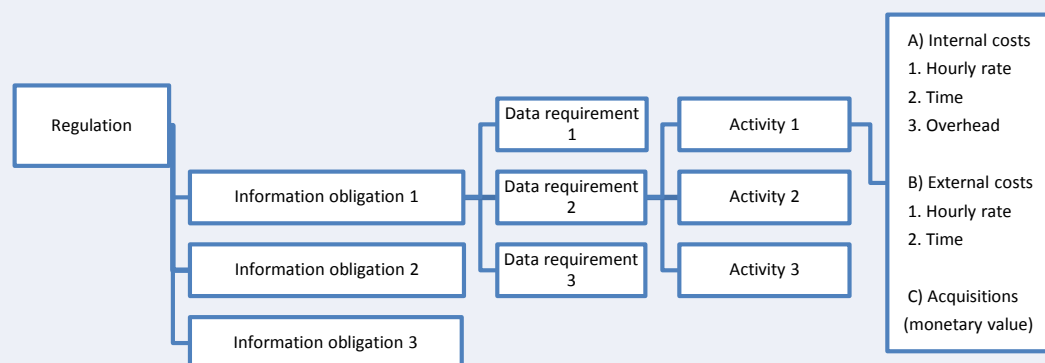 Regulation
Information obligation 1
Information obligation 2
Information obligation 3
Data requirement
1
Data requirement
2
Data requirement
3
Activity 1
Activity 2
Activity 3
A) Internal costs
1. Hourly rate
2. Time
3. Overhead
B) External costs
1. Hourly rate
2. Time
C) Acquisitions
(monetary value)